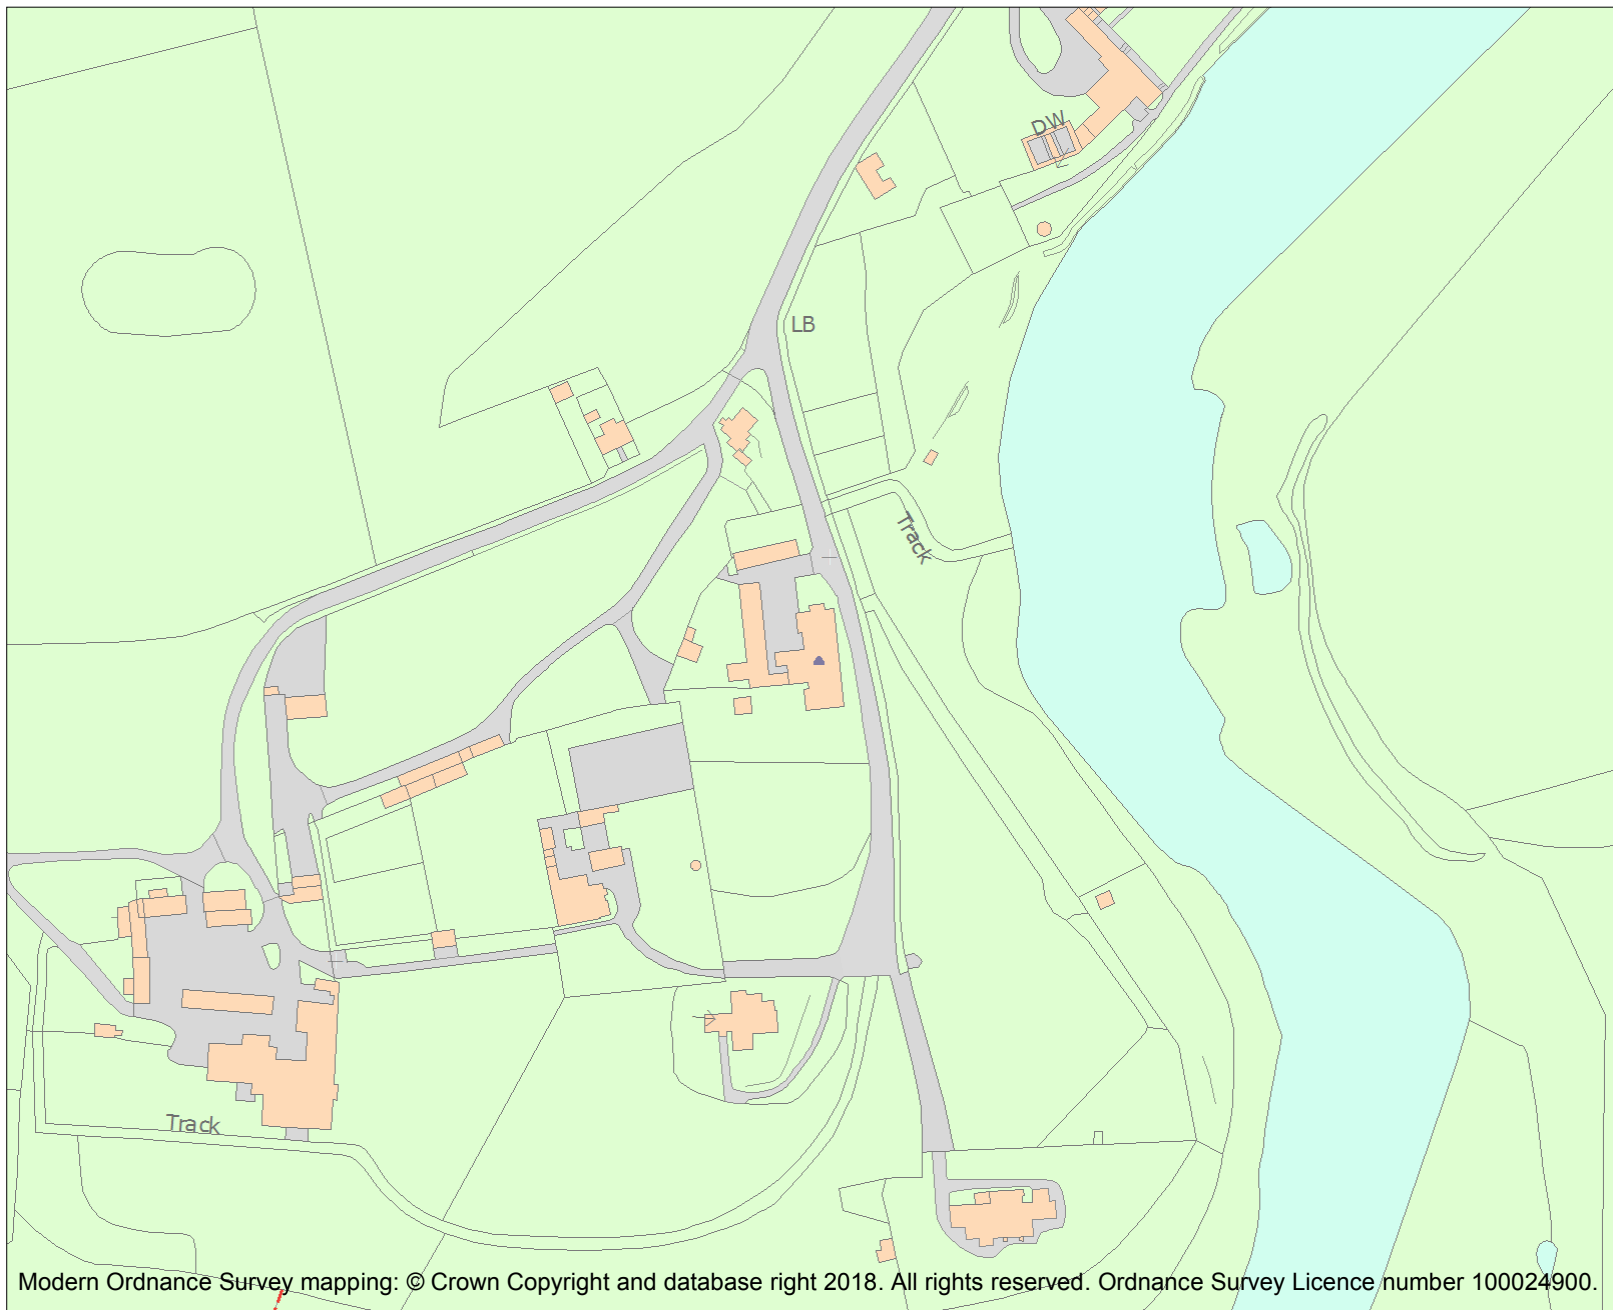 DW
LB
Track
Track
Modern Ordnance Survey mapping: © Crown Copyright and database right 2018. All rights reserved. Ordnance Survey Licence number 100024900.